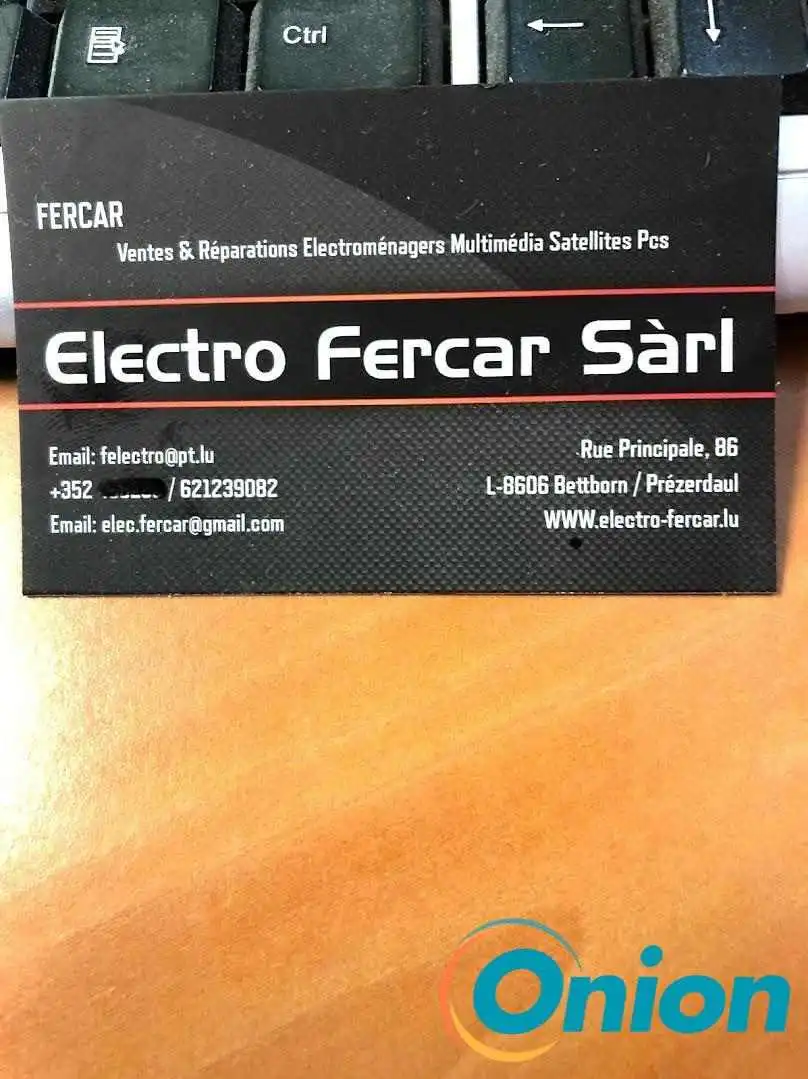 Ctrl
FERCAR
Ventes & Réparations Electroménagers Multimédia Satellites Pcs
Electro Fercar Sàrl
Email: felectro@pt.lu
+352 / 621239082
Email: elec.fercar@gmail.com
Rue Principale, 86
L-8606 Bettborn / Prézerdaul
WWW.electro-fercar.lu
Onion